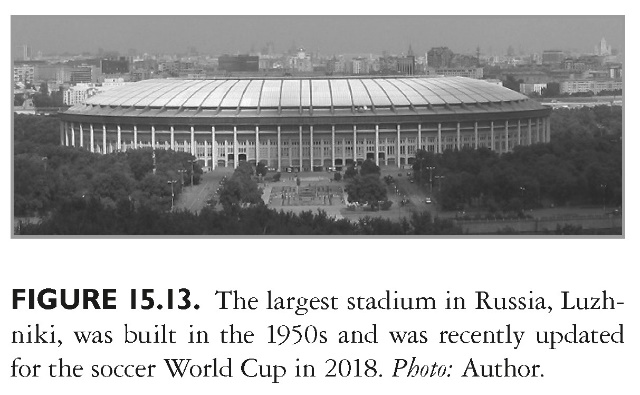 FIGURE 15.13. The largest stadium in Russia, Luzh-
niki, was built in the 1950s and was recently updated
for the soccer World Cup in 2018. Photo: Author.